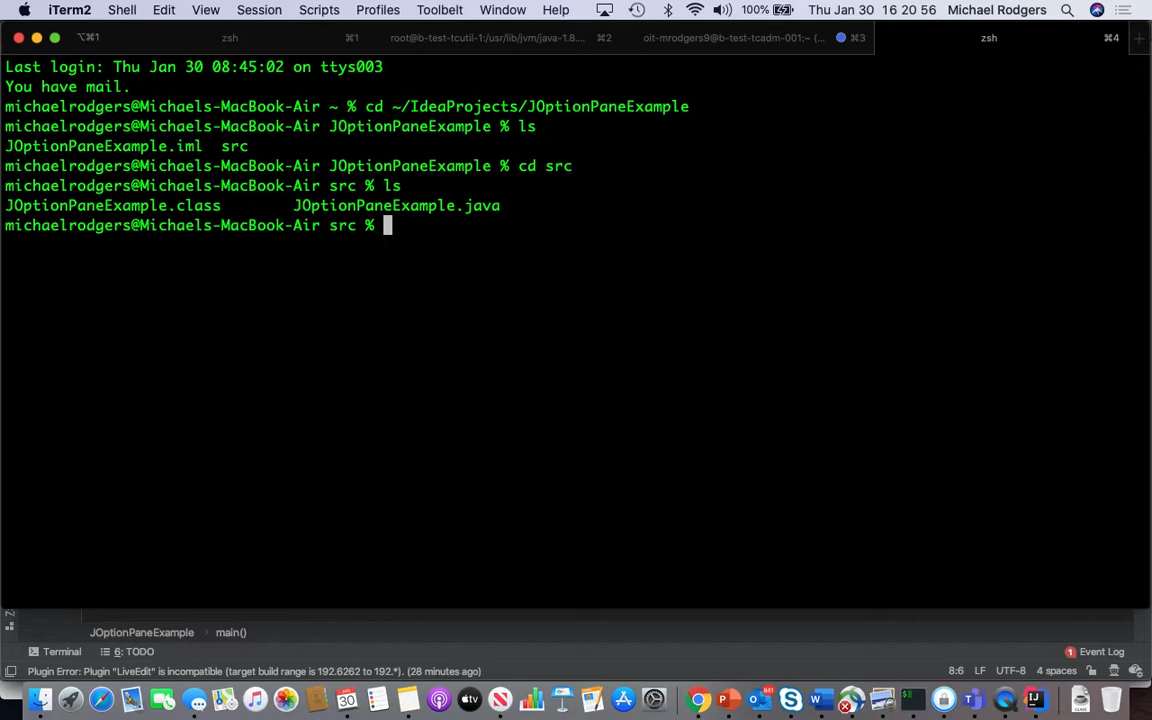 iTerm2 Shell Edit View Session Scripts Profiles Toolbelt Window Help 100% Thu Jan 30 16 20 56 Michael Rodgers
⌥⌘1 zsh ⌘1 root@b-test-tcutil-1:/usr/lib/jvm/java-1.8.... ⌘2 oit-mrodgers9@b-test-tcadm-001:~ (... ⌘3 zsh ⌘4
Last login: Thu Jan 30 08:45:02 on ttys003
You have mail.
michaelrodgers@Michaels-MacBook-Air ~ % cd ~/IdeaProjects/JOptionPaneExample
michaelrodgers@Michaels-MacBook-Air JOptionPaneExample % ls
JOptionPaneExample.iml src
michaelrodgers@Michaels-MacBook-Air JOptionPaneExample % cd src
michaelrodgers@Michaels-MacBook-Air src % ls
JOptionPaneExample.class JOptionPaneExample.java
michaelrodgers@Michaels-MacBook-Air src %
JOptionPaneExample › main()
Terminal 6: TODO 1 Event Log
Plugin Error: Plugin "LiveEdit" is incompatible (target build range is 192.6262 to 192.*). (28 minutes ago) 8:6 LF UTF-8 4 spaces